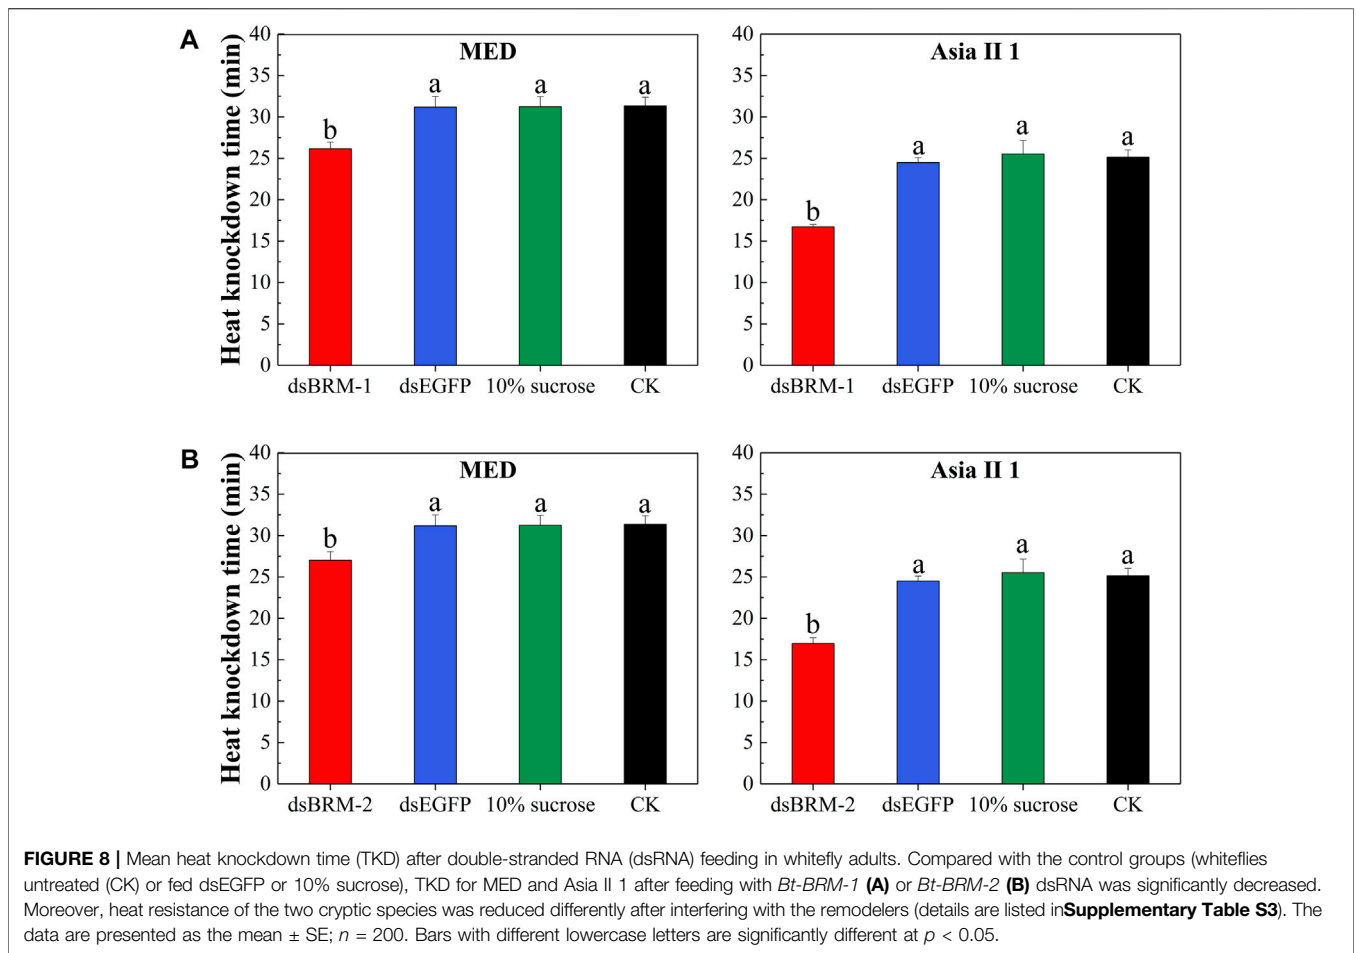 A
MED
Heat knockdown time (min)
40
35
30
25
20
15
10
5
0
b
a
a
a
dsBRM-1 dsEGFP 10% sucrose CK
Asia II 1
40
35
30
25
20
15
10
5
0
b
a
a
a
dsBRM-1 dsEGFP 10% sucrose CK
B
MED
Heat knockdown time (min)
40
35
30
25
20
15
10
5
0
b
a
a
a
dsBRM-2 dsEGFP 10% sucrose CK
Asia II 1
40
35
30
25
20
15
10
5
0
b
a
a
a
dsBRM-2 dsEGFP 10% sucrose CK
FIGURE 8 | Mean heat knockdown time (TKD) after double-stranded RNA (dsRNA) feeding in whitefly adults. Compared with the control groups (whiteflies
untreated (CK) or fed dsEGFP or 10% sucrose), TKD for MED and Asia II 1 after feeding with Bt-BRM-1 (A) or Bt-BRM-2 (B) dsRNA was significantly decreased.
Moreover, heat resistance of the two cryptic species was reduced differently after interfering with the remodelers (details are listed inSupplementary Table S3). The
data are presented as the mean ± SE; n = 200. Bars with different lowercase letters are significantly different at p < 0.05.